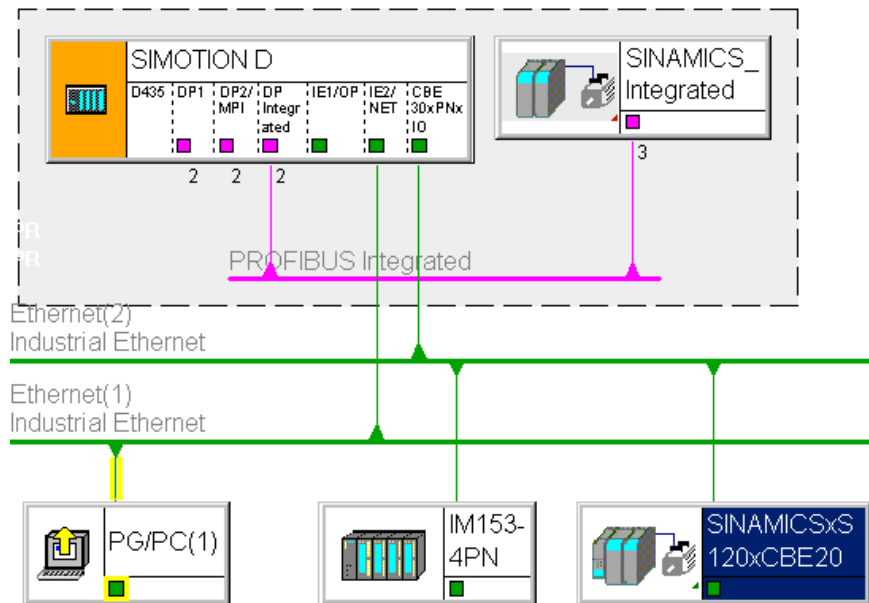 SIMOTION D
D435 DP1 DP2/ MPI DP Integr ated IE1/OP IE2/ NET CBE 30xPNx IO
2 2 2
SINAMICS_
Integrated
3
PR
PR
PROFIBUS Integrated
Ethernet(2)
Industrial Ethernet
Ethernet(1)
Industrial Ethernet
PG/PC(1)
IM153-
4PN
SINAMICSxS
120xCBE20